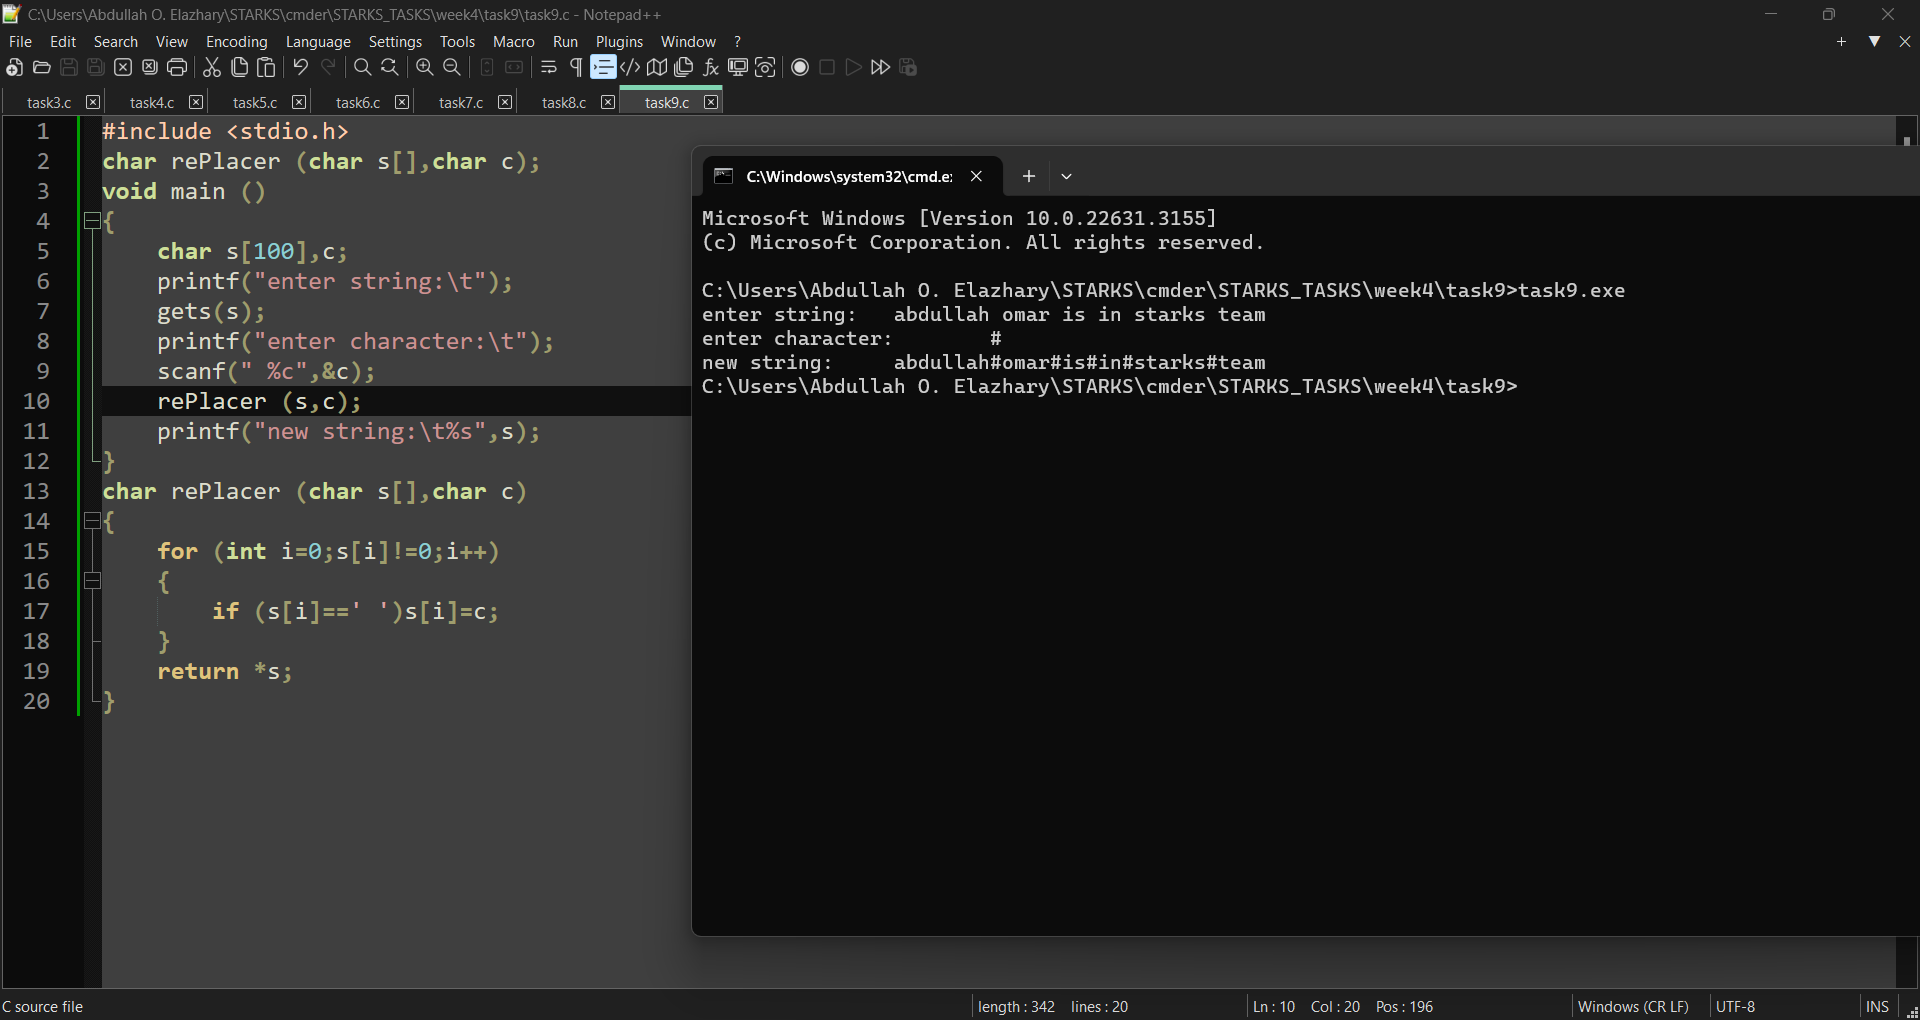 C:\Users\Abdullah O. Elazhary\STARKS\cmder\STARKS_TASKS\week4\task9\task9.c - Notepad++
File Edit Search View Encoding Language Settings Tools Macro Run Plugins Window ?
task3.c task4.c task5.c task6.c task7.c task8.c task9.c
1 #include <stdio.h>
2 char rePlacer (char s[],char c);
3 void main ()
4 {
5 char s[100],c;
6 printf("enter string:\t");
7 gets(s);
8 printf("enter character:\t");
9 scanf(" %c",&c);
10 rePlacer (s,c);
11 printf("new string:\t%s",s);
12 }
13 char rePlacer (char s[],char c)
14 {
15 for (int i=0;s[i]!=0;i++)
16 {
17 if (s[i]==' ')s[i]=c;
18 }
19 return *s;
20 }
C:\Windows\system32\cmd.e
Microsoft Windows [Version 10.0.22631.3155]
(c) Microsoft Corporation. All rights reserved.
C:\Users\Abdullah O. Elazhary\STARKS\cmder\STARKS_TASKS\week4\task9>task9.exe
enter string:   abdullah omar is in starks team
enter character:        #
new string:     abdullah#omar#is#in#starks#team
C:\Users\Abdullah O. Elazhary\STARKS\cmder\STARKS_TASKS\week4\task9>
C source file length : 342 lines : 20 Ln : 10 Col : 20 Pos : 196 Windows (CR LF) UTF-8 INS